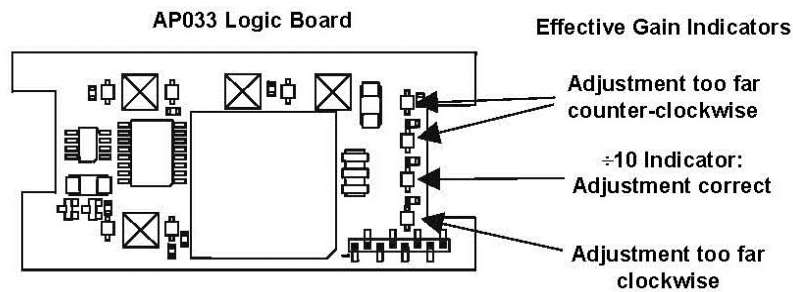 AP033 Logic Board
Effective Gain Indicators
Adjustment too far
counter-clockwise
÷10 Indicator:
Adjustment correct
Adjustment too far
clockwise